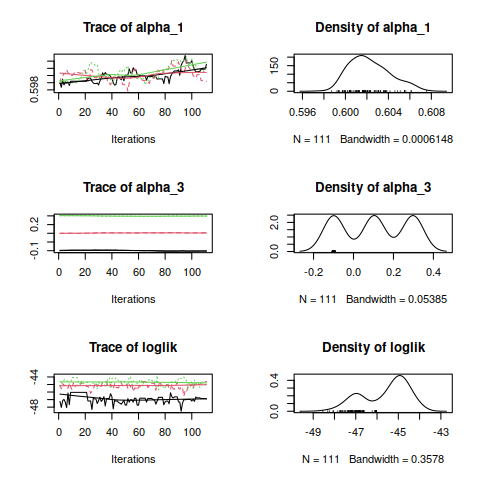 Trace of alpha_1
0.598
0 20 40 60 80 100
Iterations
Density of alpha_1
0 150
0.596 0.600 0.604 0.608
N = 111 Bandwidth = 0.0006148
Trace of alpha_3
-0.1 0.2
0 20 40 60 80 100
Iterations
Density of alpha_3
0.0 2.0
-0.2 0.0 0.2 0.4
N = 111 Bandwidth = 0.05385
Trace of loglik
-48 -44
0 20 40 60 80 100
Iterations
Density of loglik
0.0 0.4
-49 -47 -45 -43
N = 111 Bandwidth = 0.3578